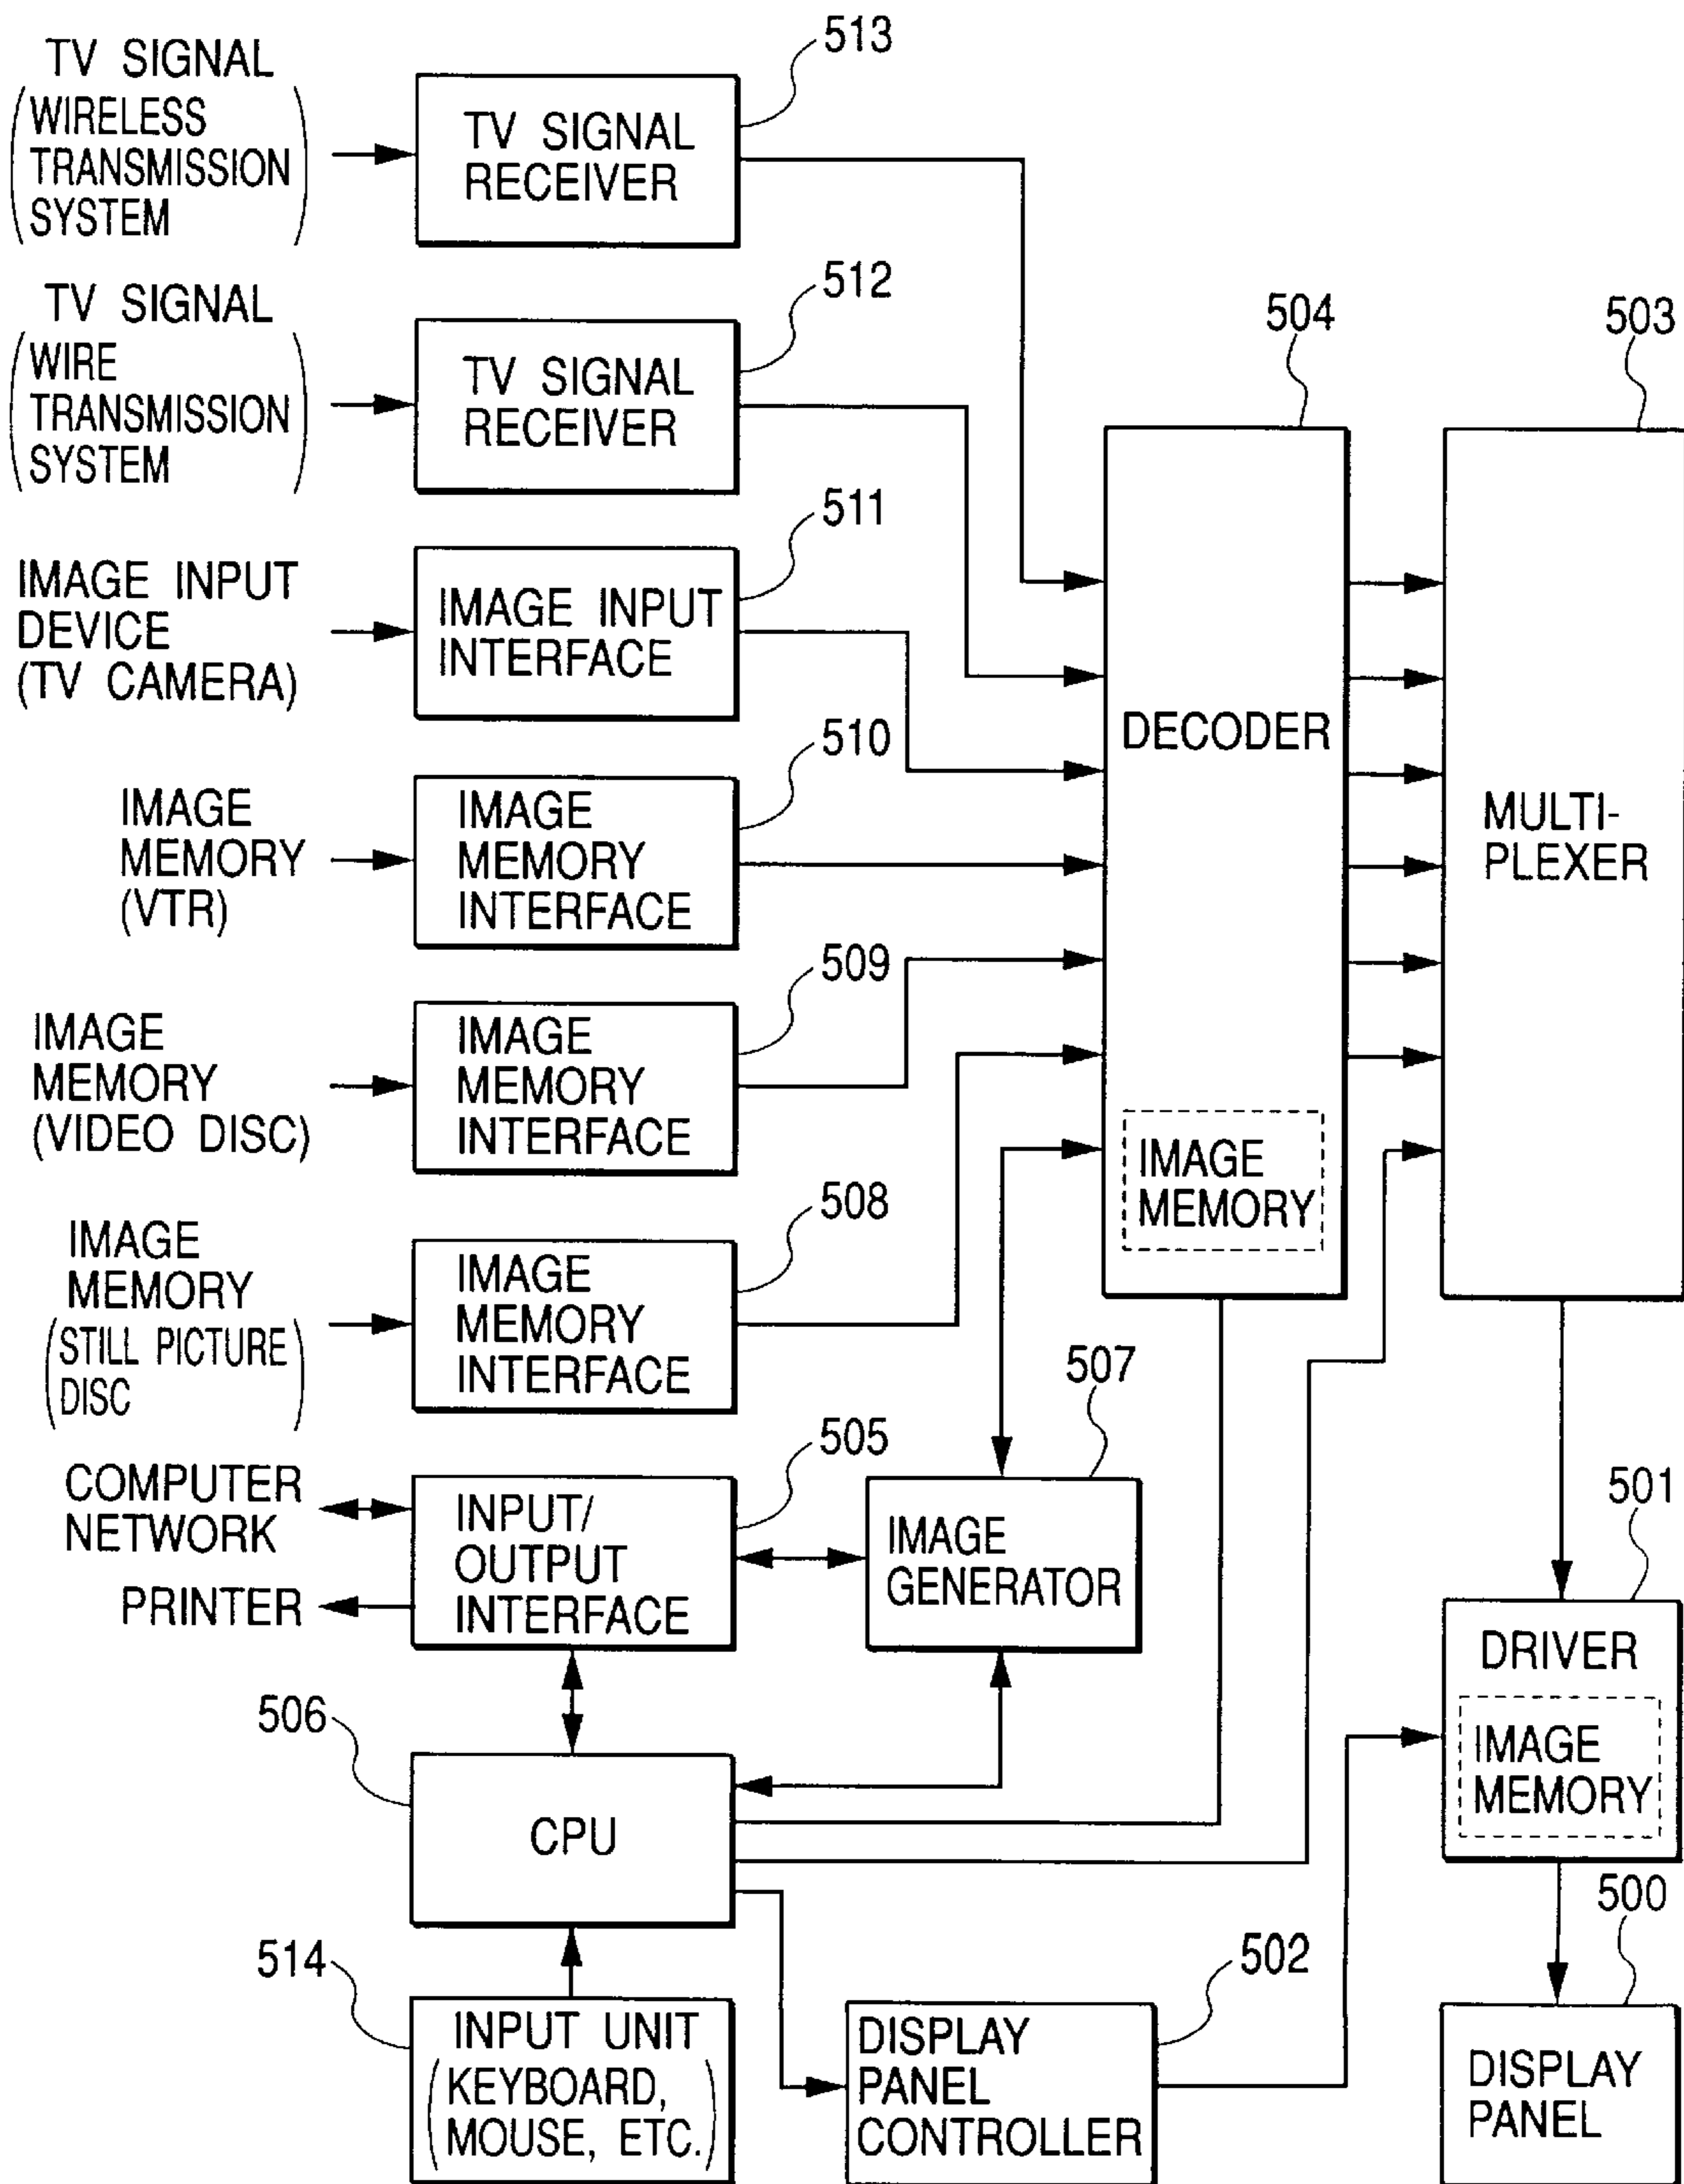 513
TV SIGNAL
(WIRELESS
TRANSMISSION
SYSTEM)
TV SIGNAL
RECEIVER
512
TV SIGNAL
(WIRE
TRANSMISSION
SYSTEM)
TV SIGNAL
RECEIVER
504
503
511
IMAGE INPUT
DEVICE
(TV CAMERA)
IMAGE INPUT
INTERFACE
DECODER
MULTI-
PLEXER
510
IMAGE
MEMORY
(VTR)
IMAGE
MEMORY
INTERFACE
509
IMAGE
MEMORY
(VIDEO DISC)
IMAGE
MEMORY
INTERFACE
IMAGE
MEMORY
508
IMAGE
MEMORY
(STILL PICTURE
DISC)
IMAGE
MEMORY
INTERFACE
507
505
COMPUTER
NETWORK
PRINTER
INPUT/
OUTPUT
INTERFACE
IMAGE
GENERATOR
501
DRIVER
IMAGE
MEMORY
506
CPU
500
514
INPUT UNIT
(KEYBOARD,
MOUSE, ETC.)
502
DISPLAY
PANEL
CONTROLLER
DISPLAY
PANEL